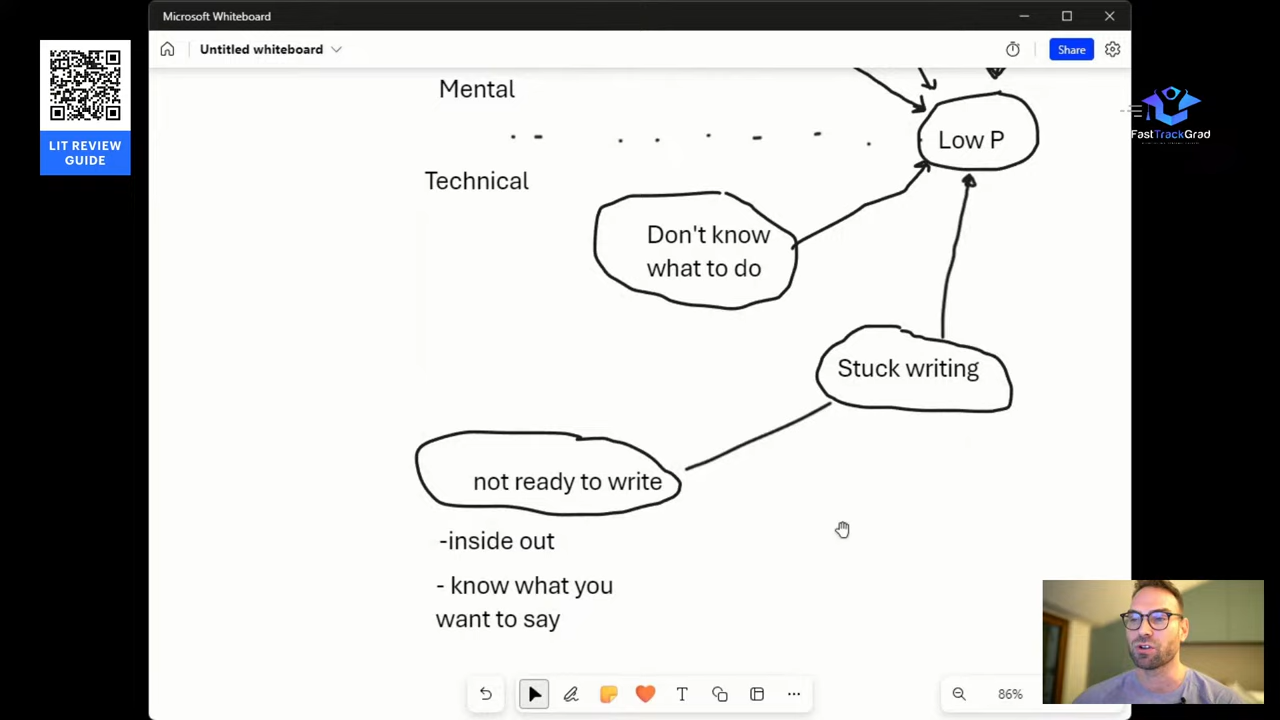 Microsoft Whiteboard
Untitled whiteboard
Share
LIT REVIEW
GUIDE
FastTrackGrad
Mental
Low P
Technical
Don't know
what to do
Stuck writing
not ready to write
-inside out
- know what you
want to say
86%